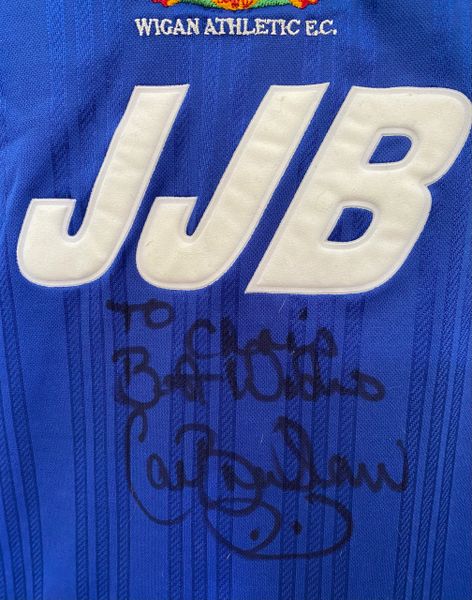 WIGAN ATHLETIC F.C.
JJB
TO Chris
Best Wishes